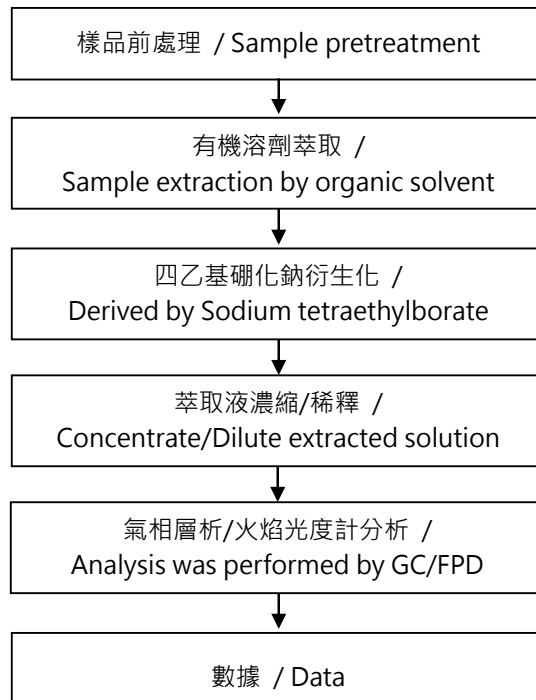 樣品前處理 / Sample pretreatment
有機溶劑萃取 /
Sample extraction by organic solvent
四乙基硼化鈉衍生化 /
Derived by Sodium tetraethylborate
萃取液濃縮/稀釋 /
Concentrate/Dilute extracted solution
氣相層析/火焰光度計分析 /
Analysis was performed by GC/FPD
數據 / Data